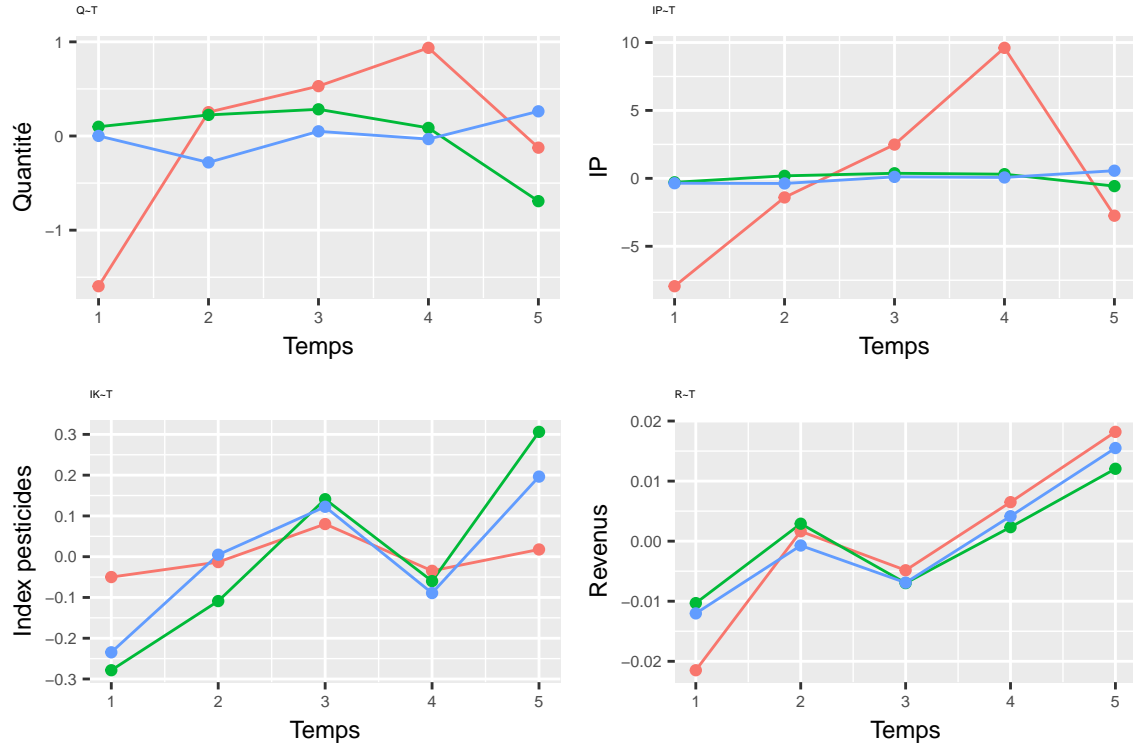 Q~T
1
0
−1
Quantité
1 2 3 4 5
Temps
IP~T
10
5
0
−5
IP
1 2 3 4 5
Temps
IK~T
0.3
0.2
0.1
0.0
−0.1
−0.2
−0.3
Index pesticides
1 2 3 4 5
Temps
R~T
0.02
0.01
0.00
−0.01
−0.02
Revenus
1 2 3 4 5
Temps